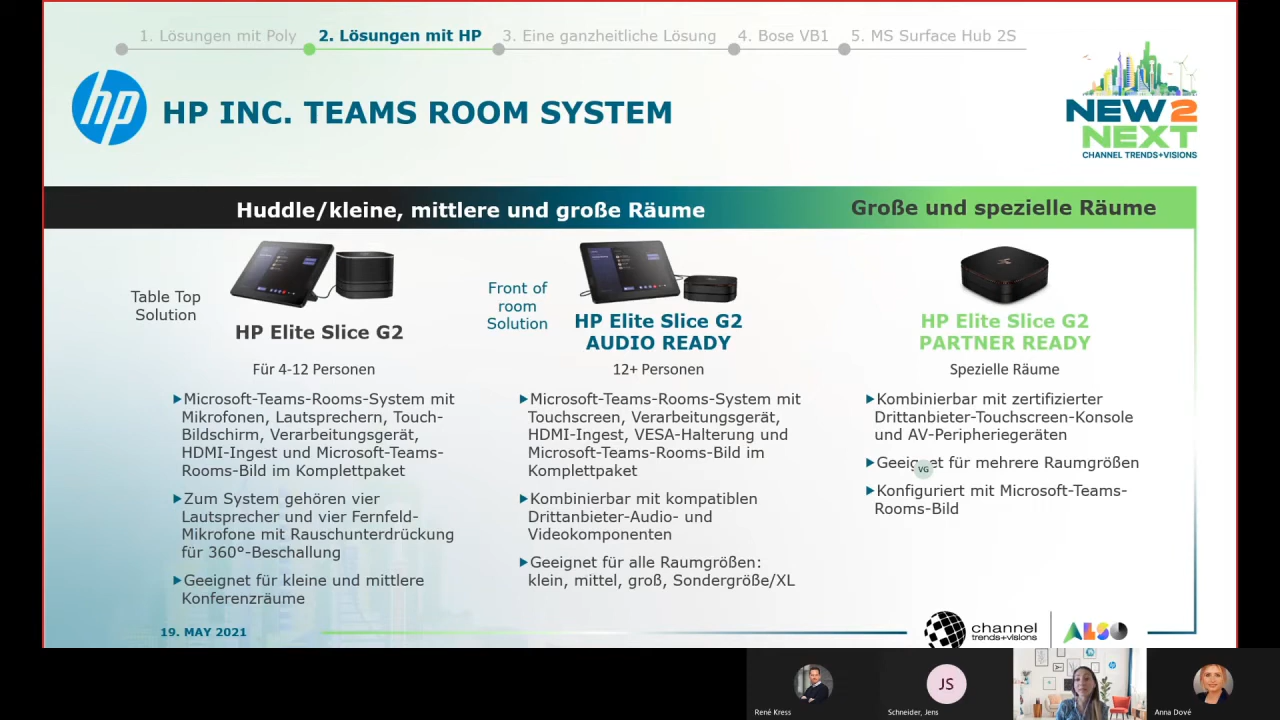 1. Lösungen mit Poly
2. Lösungen mit HP
3. Eine ganzheitliche Lösung
4. Bose VB1
5. MS Surface Hub 2S
hp
HP INC. TEAMS ROOM SYSTEM
NEW2
NEXT
CHANNEL TRENDS+VISIONS
Huddle/kleine, mittlere und große Räume
Große und spezielle Räume
Table Top
Solution
HP Elite Slice G2
Für 4-12 Personen
▶Microsoft-Teams-Rooms-System mit
Mikrofonen, Lautsprechern, Touch-
Bildschirm, Verarbeitungsgerät,
HDMI-Ingest und Microsoft-Teams-
Rooms-Bild im Komplettpaket
▶Zum System gehören vier
Lautsprecher und vier Fernfeld-
Mikrofone mit Rauschunterdrückung
für 360°-Beschallung
▶Geeignet für kleine und mittlere
Konferenzräume
Front of
room
Solution
HP Elite Slice G2
AUDIO READY
12+ Personen
▶Microsoft-Teams-Rooms-System mit
Touchscreen, Verarbeitungsgerät,
HDMI-Ingest, VESA-Halterung und
Microsoft-Teams-Rooms-Bild im
Komplettpaket
▶Kombinierbar mit kompatiblen
Drittanbieter-Audio- und
Videokomponenten
▶Geeignet für alle Raumgrößen:
klein, mittel, groß, Sondergröße/XL
HP Elite Slice G2
PARTNER READY
Spezielle Räume
▶Kombinierbar mit zertifizierter
Drittanbieter-Touchscreen-Konsole
und AV-Peripheriegeräten
▶Geeignet für mehrere Raumgrößen
VG
▶Konfiguriert mit Microsoft-Teams-
Rooms-Bild
19. MAY 2021
channel
trends+visions
ALSO
René Kress
JS
Schneider, Jens
Anna Dové